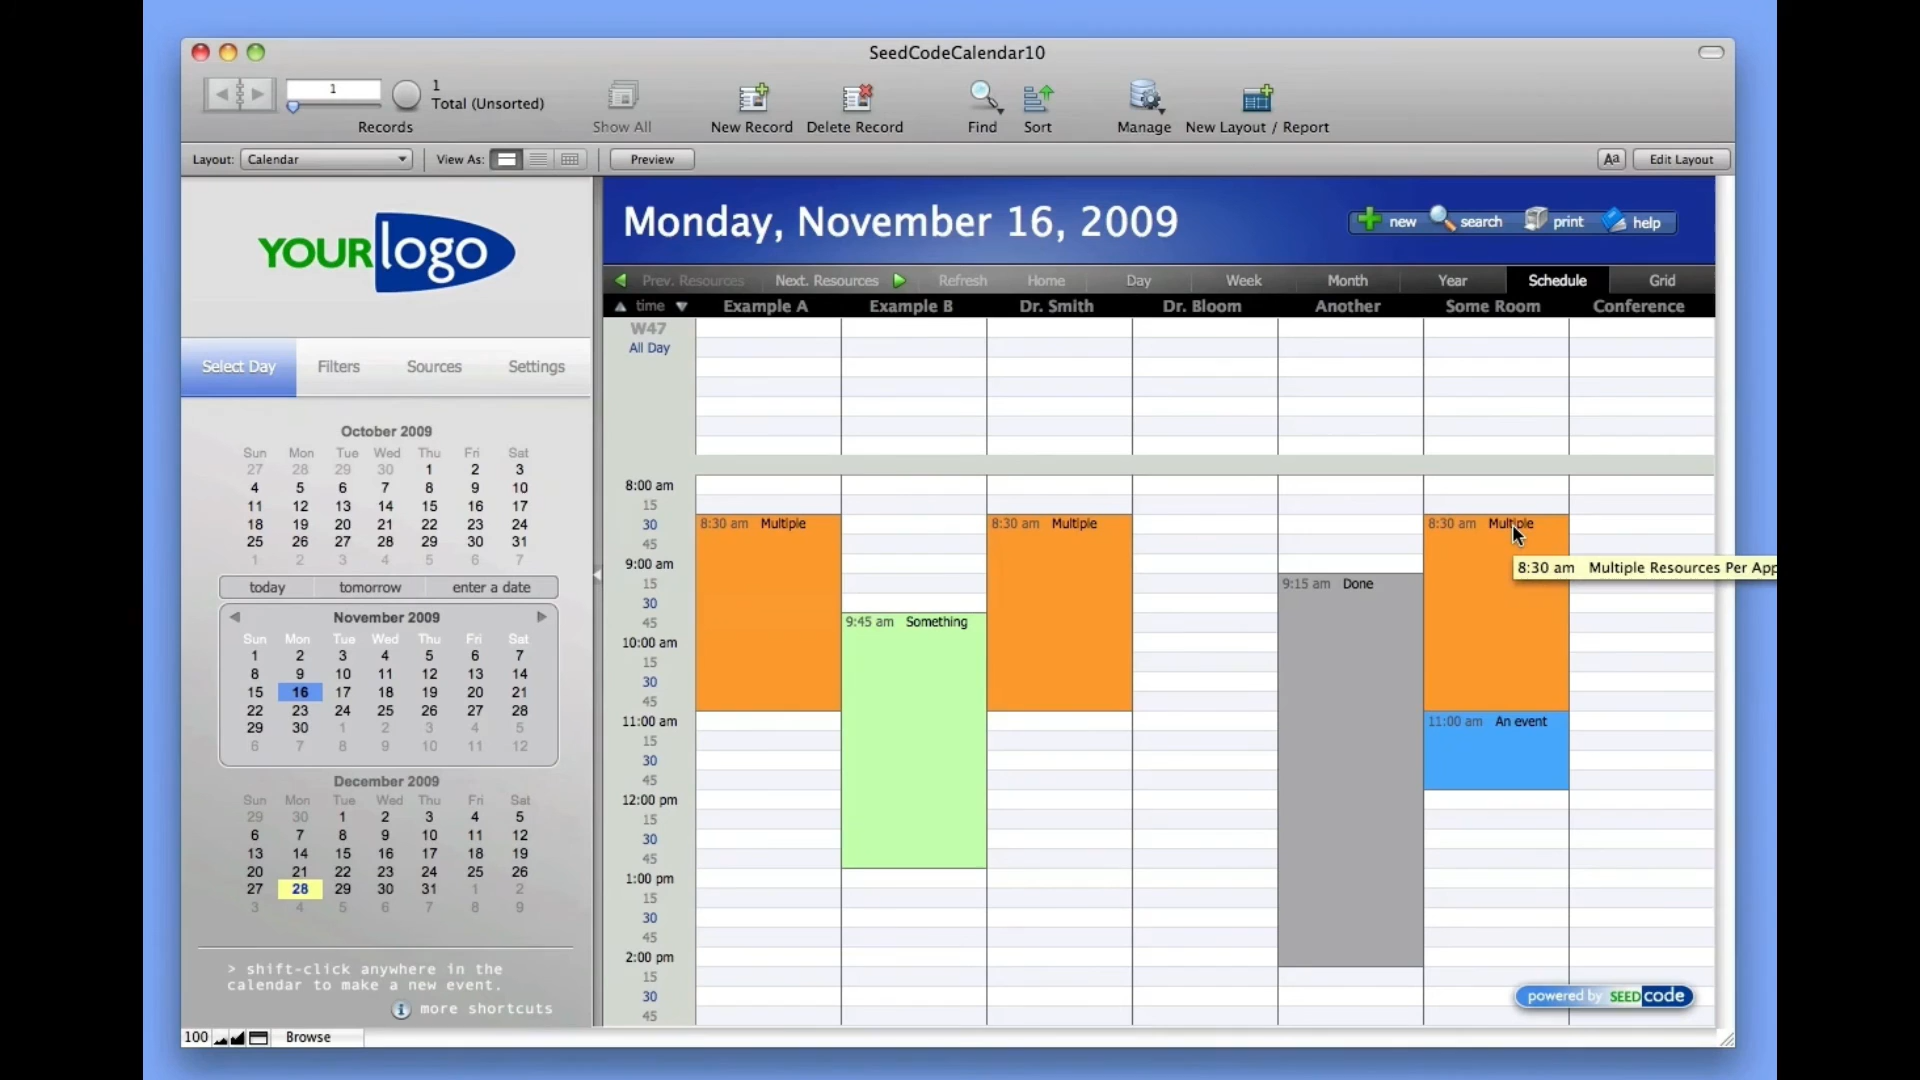 SeedCodeCalendar10
1
1
Total (Unsorted)
Records
Show All
New Record
Delete Record
Find
Sort
Manage
New Layout / Report
Layout: Calendar
View As:
Preview
Aa
Edit Layout
YOURlogo
Monday, November 16, 2009
new
search
print
help
Prev. Resources
Next. Resources
Refresh
Home
Day
Week
Month
Year
Schedule
Grid
time
Example A
Example B
Dr. Smith
Dr. Bloom
Another
Some Room
Conference
W47
All Day
Select Day
Filters
Sources
Settings
October 2009
Sun Mon Tue Wed Thu Fri Sat
27 28 29 30 1 2 3
4 5 6 7 8 9 10
11 12 13 14 15 16 17
18 19 20 21 22 23 24
25 26 27 28 29 30 31
1 2 3 4 5 6 7
today
tomorrow
enter a date
November 2009
Sun Mon Tue Wed Thu Fri Sat
1 2 3 4 5 6 7
8 9 10 11 12 13 14
15 16 17 18 19 20 21
22 23 24 25 26 27 28
29 30 1 2 3 4 5
6 7 8 9 10 11 12
December 2009
Sun Mon Tue Wed Thu Fri Sat
29 30 1 2 3 4 5
6 7 8 9 10 11 12
13 14 15 16 17 18 19
20 21 22 23 24 25 26
27 28 29 30 31 1 2
3 4 5 6 7 8 9
> shift-click anywhere in the
calendar to make a new event.
more shortcuts
8:00 am
15
30
45
9:00 am
15
30
45
10:00 am
15
30
45
11:00 am
15
30
45
12:00 pm
15
30
45
1:00 pm
15
30
45
2:00 pm
15
30
45
8:30 am Multiple
8:30 am Multiple
8:30 am Multiple
8:30 am Multiple Resources Per App
9:15 am Done
9:45 am Something
11:00 am An event
powered by SEEDcode
100
Browse